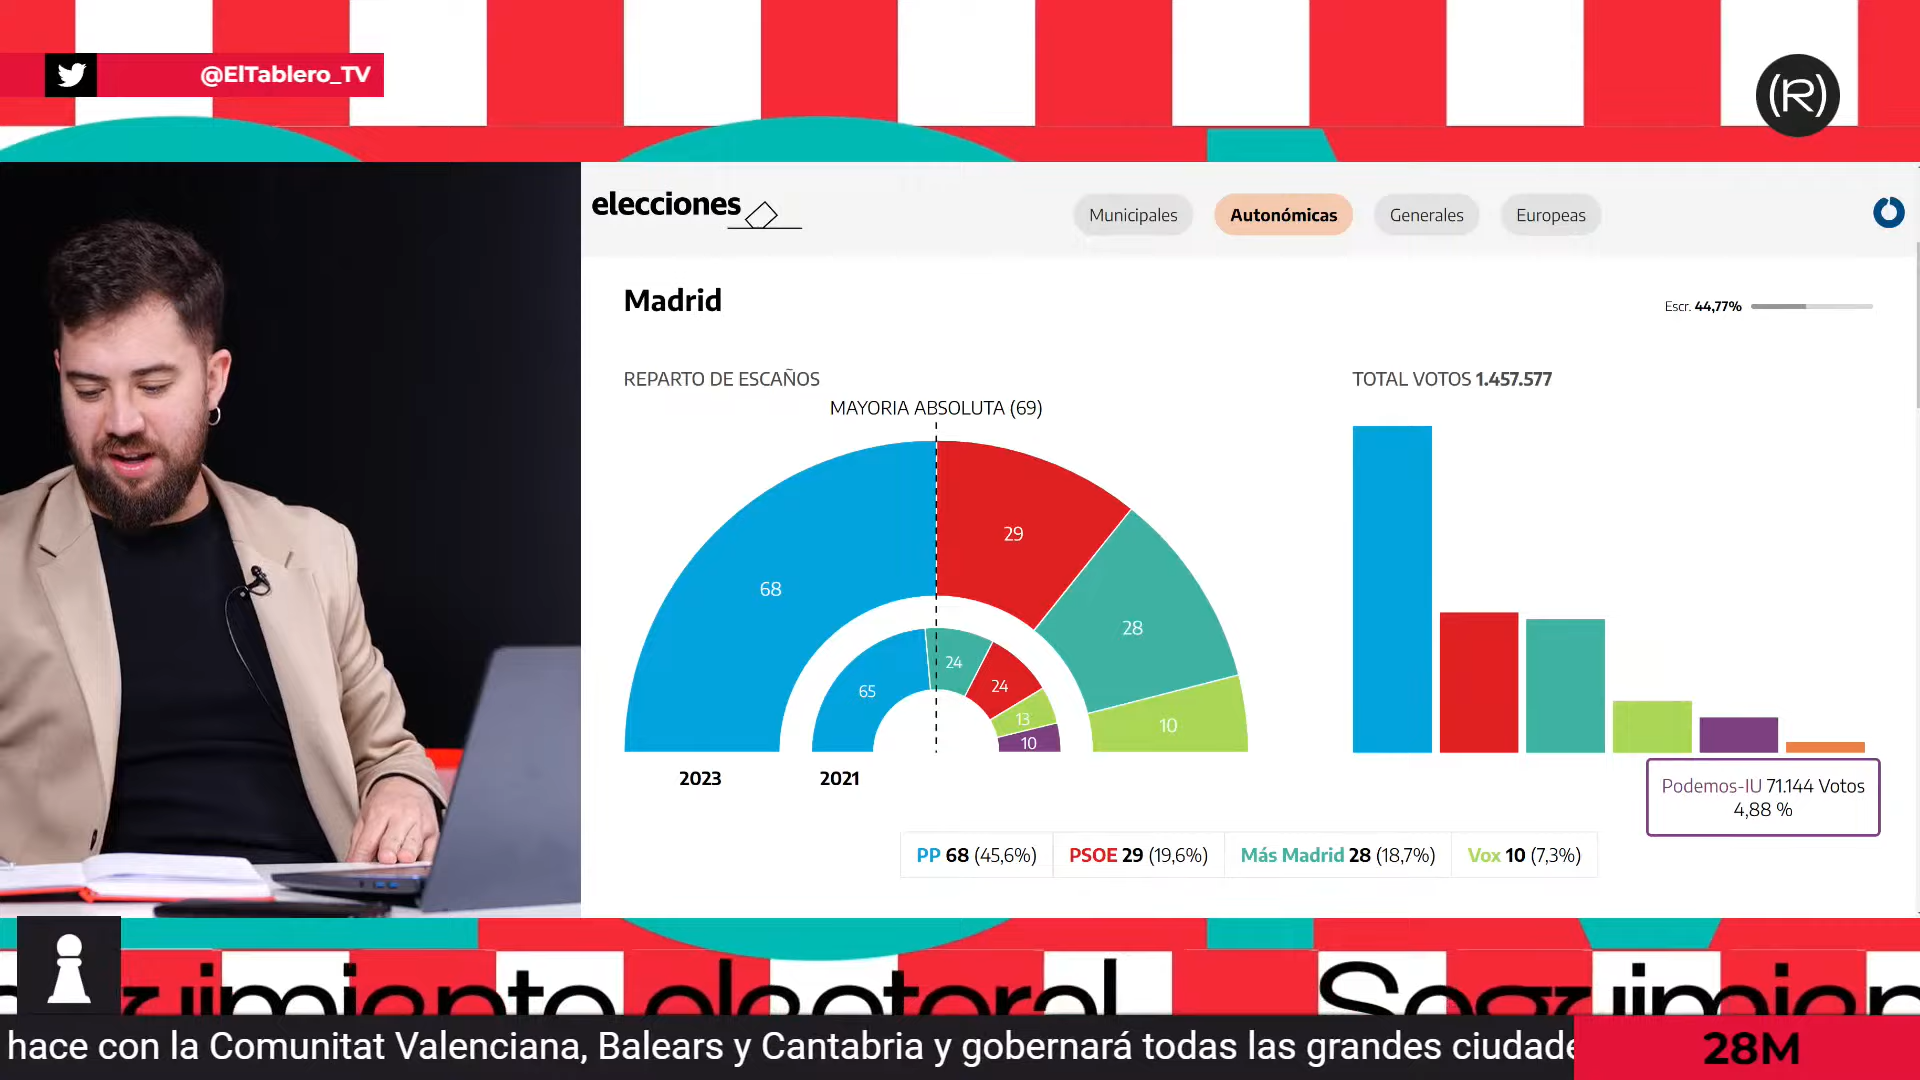 @ElTablero_TV
(R)
elecciones
Municipales
Autonómicas
Generales
Europeas
Madrid
Escr. 44,77%
REPARTO DE ESCAÑOS
MAYORIA ABSOLUTA (69)
68
29
28
10
65
24
24
13
10
2023
2021
TOTAL VOTOS 1.457.577
Podemos-IU 71.144 Votos
4,88 %
PP 68 (45,6%)
PSOE 29 (19,6%)
Más Madrid 28 (18,7%)
Vox 10 (7,3%)
hace con la Comunitat Valenciana, Balears y Cantabria y gobernará todas las grandes ciudade
28M